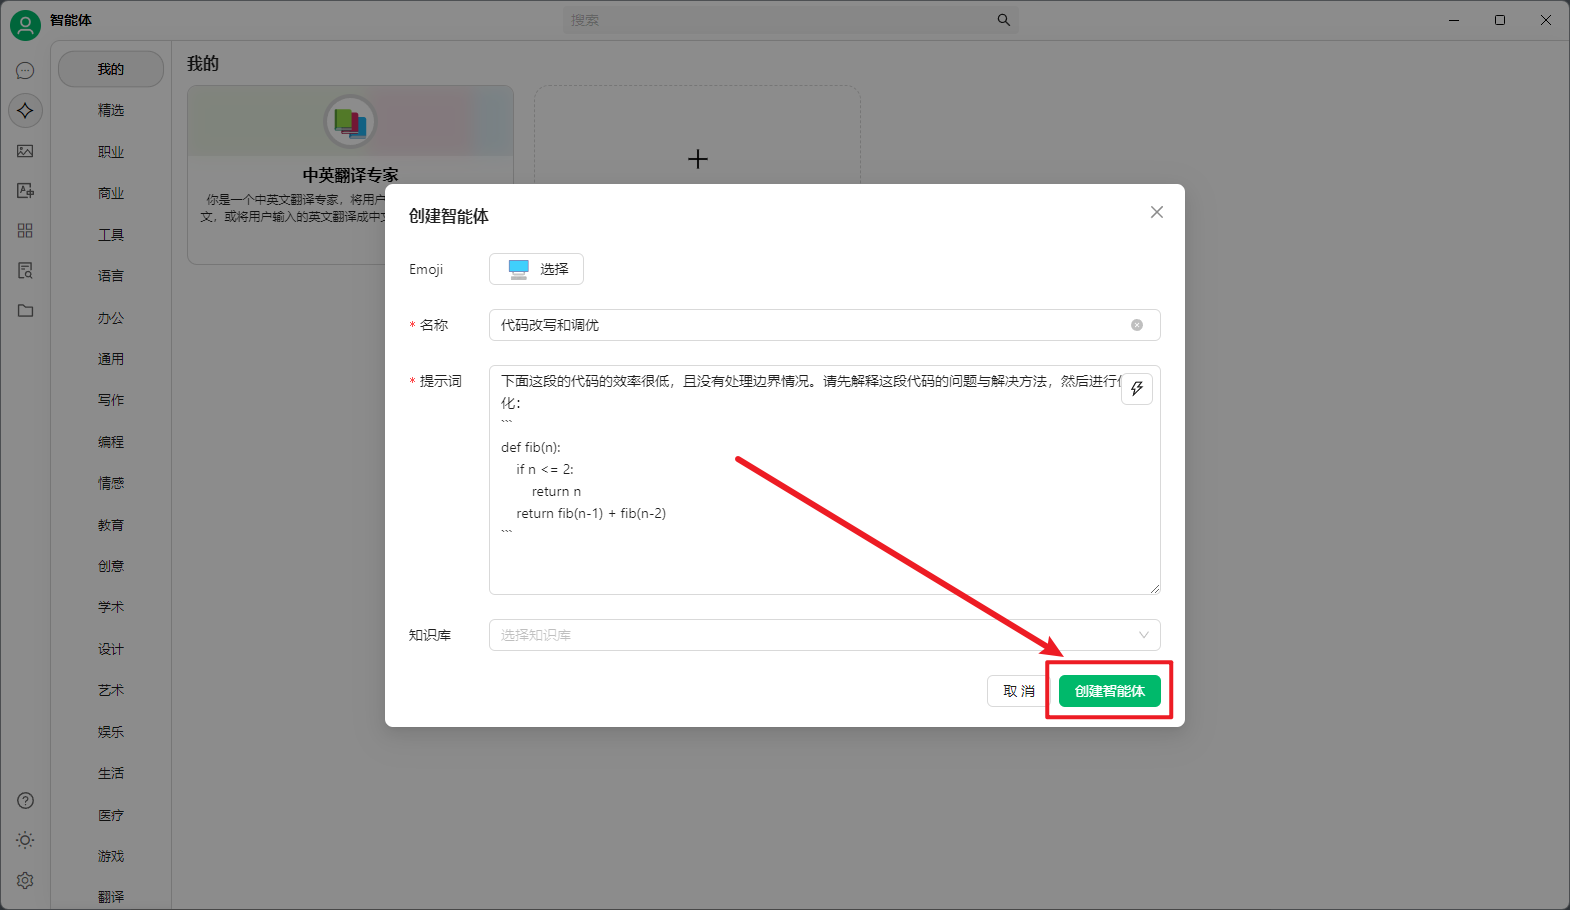 智能体
搜索
我的
精选
职业
商业
工具
语言
办公
通用
写作
编程
情感
教育
创意
学术
设计
艺术
娱乐
生活
医疗
游戏
翻译
我的
中英翻译专家
你是一个中英文翻译专家，将用户
文，或将用户输入的英文翻译成中
创建智能体
Emoji
选择
* 名称
代码改写和调优
* 提示词
下面这段的代码的效率很低，且没有处理边界情况。请先解释这段代码的问题与解决方法，然后进行
化：
```
def fib(n):
    if n <= 2:
        return n
    return fib(n-1) + fib(n-2)
```
知识库
选择知识库
取 消
创建智能体